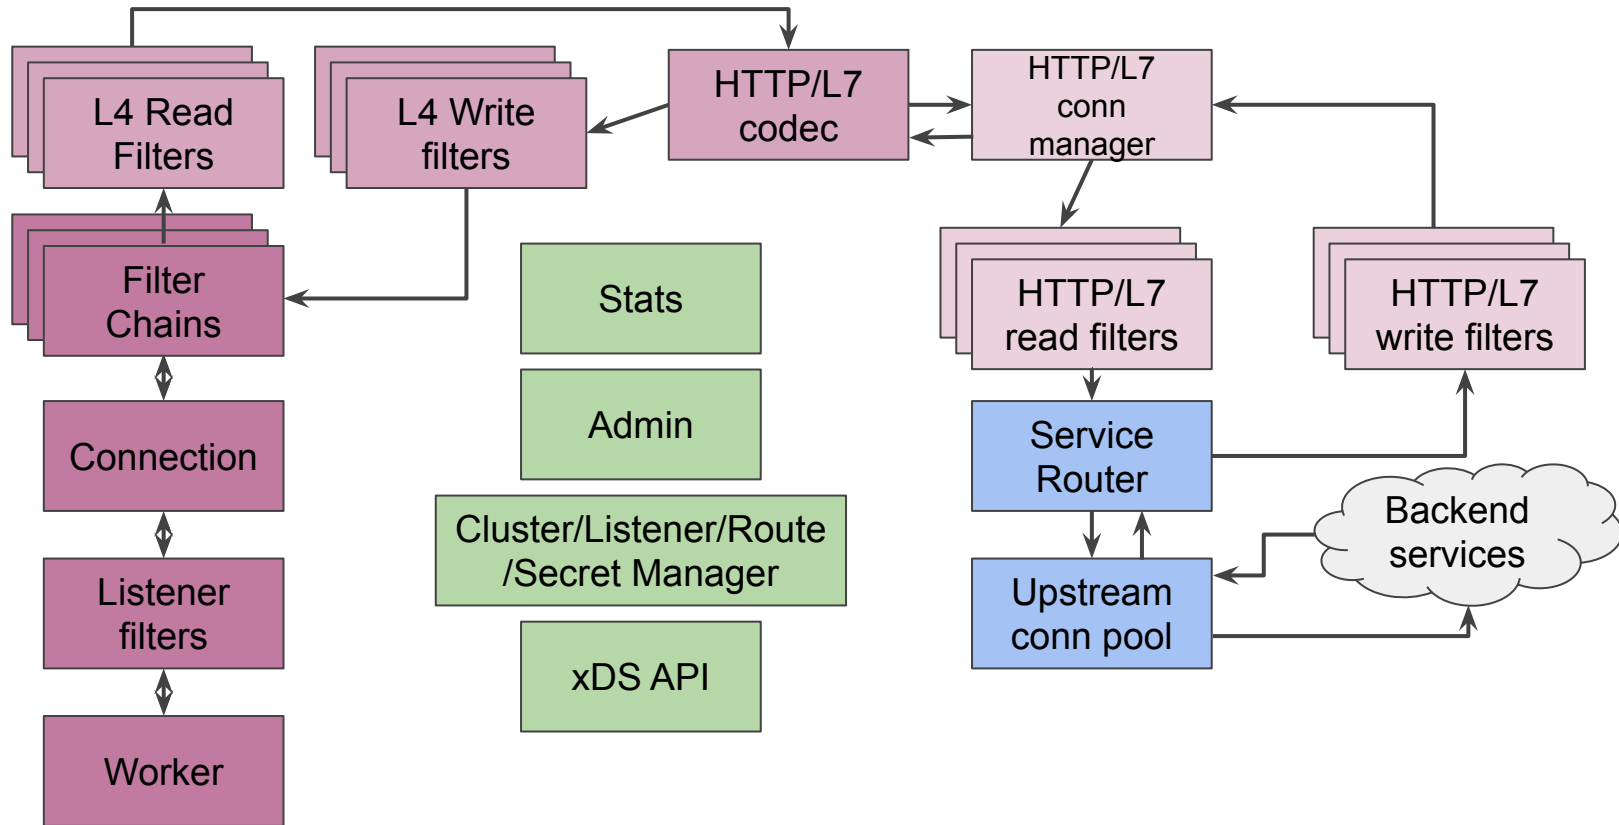 L4 Read
Filters
L4 Write
filters
HTTP/L7
codec
HTTP/L7
conn
manager
Filter
Chains
Stats
HTTP/L7
read filters
HTTP/L7
write filters
Connection
Admin
Service
Router
Backend
services
Cluster/Listener/Route
/Secret Manager
Listener
filters
Upstream
conn pool
xDS API
Worker